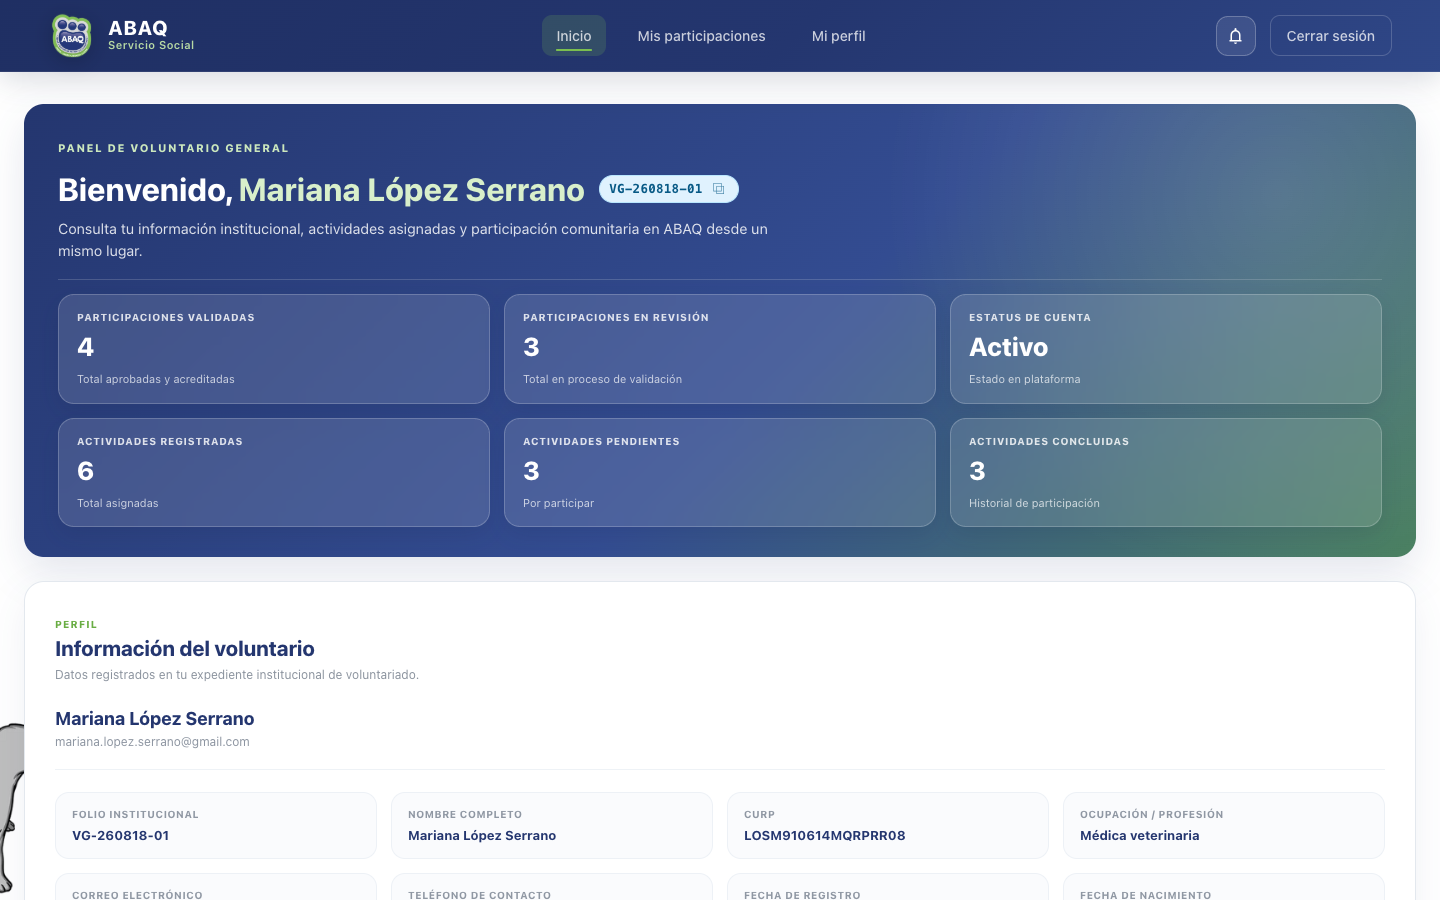 ABAQ
ABAQ
Servicio Social
Inicio
Mis participaciones
Mi perfil
Cerrar sesión
PANEL DE VOLUNTARIO GENERAL
Bienvenido, Mariana López Serrano
VG-260818-01
Consulta tu información institucional, actividades asignadas y participación comunitaria en ABAQ desde un
mismo lugar.
PARTICIPACIONES VALIDADAS
4
Total aprobadas y acreditadas
PARTICIPACIONES EN REVISIÓN
3
Total en proceso de validación
ESTATUS DE CUENTA
Activo
Estado en plataforma
ACTIVIDADES REGISTRADAS
6
Total asignadas
ACTIVIDADES PENDIENTES
3
Por participar
ACTIVIDADES CONCLUIDAS
3
Historial de participación
PERFIL
Información del voluntario
Datos registrados en tu expediente institucional de voluntariado.
Mariana López Serrano
mariana.lopez.serrano@gmail.com
FOLIO INSTITUCIONAL
VG-260818-01
NOMBRE COMPLETO
Mariana López Serrano
CURP
LOSM910614MQRPRR08
OCUPACIÓN / PROFESIÓN
Médica veterinaria
CORREO ELECTRÓNICO
TELÉFONO DE CONTACTO
FECHA DE REGISTRO
FECHA DE NACIMIENTO